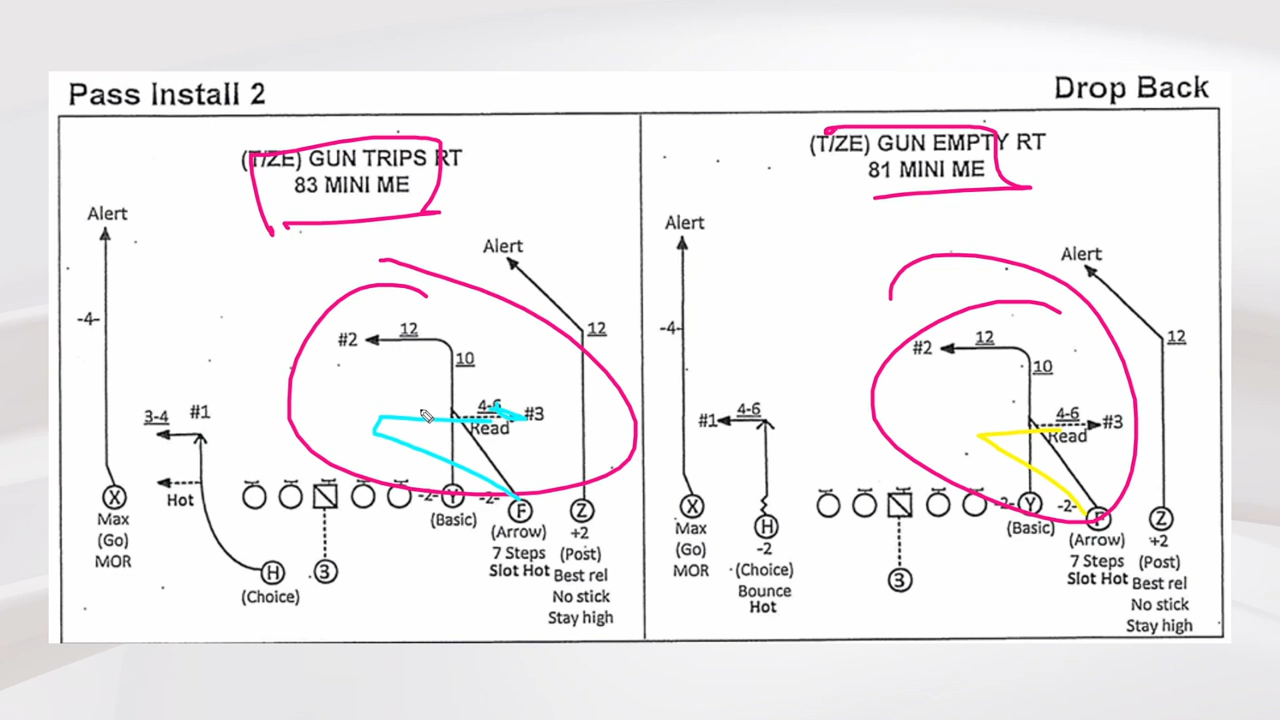 Pass Install 2
Drop Back
(T/ZE) GUN TRIPS RT
83 MINI ME
Alert
Alert
-4-
12
12
#2
10
3-4
#1
4-6
#3
Read
Hot
X
-2-
Y
-2-
F
Z
Max
(Go)
MOR
(Basic)
(Arrow)
7 Steps
Slot Hot
+2
(Post)
Best rel
No stick
Stay high
H
3
(Choice)
(T/ZE) GUN EMPTY RT
81 MINI ME
Alert
Alert
-4-
12
12
#2
10
#1
4-6
4-6
#3
Read
X
-2-
Y
-2-
F
Z
Max
(Go)
MOR
H
-2
(Choice)
Bounce
Hot
(Basic)
(Arrow)
7 Steps
Slot Hot
+2
(Post)
Best rel
No stick
Stay high
3